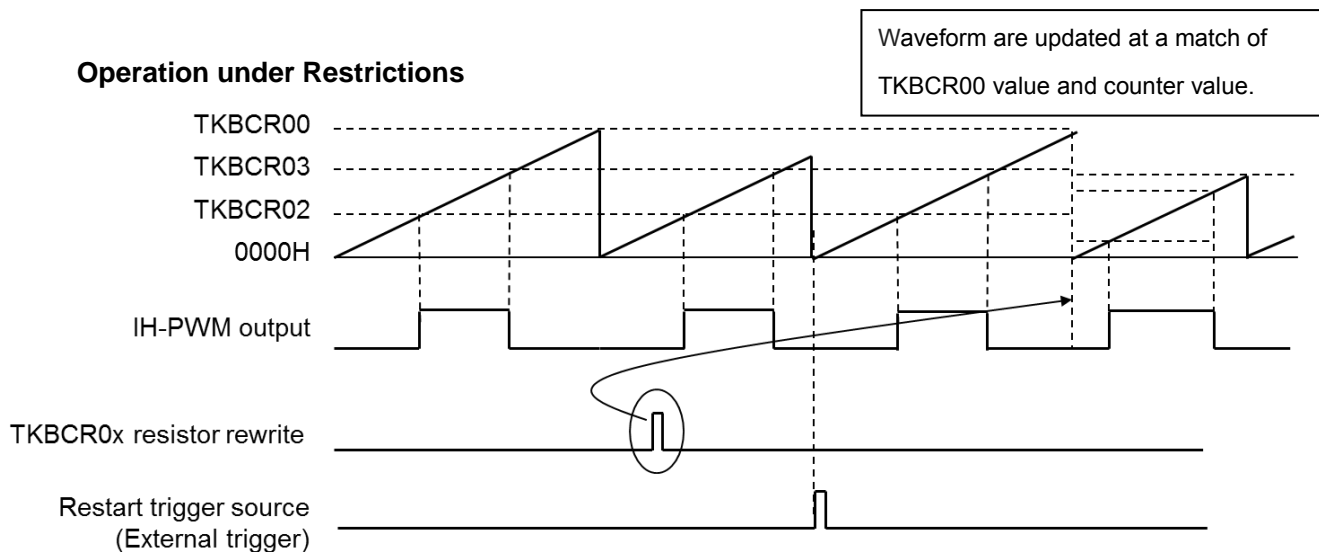 Waveform are updated at a match of
TKBCR00 value and counter value.
Operation under Restrictions
TKBCR00
TKBCR03
TKBCR02
0000H
IH-PWM output
TKBCR0x resistor rewrite
Restart trigger source
(External trigger)